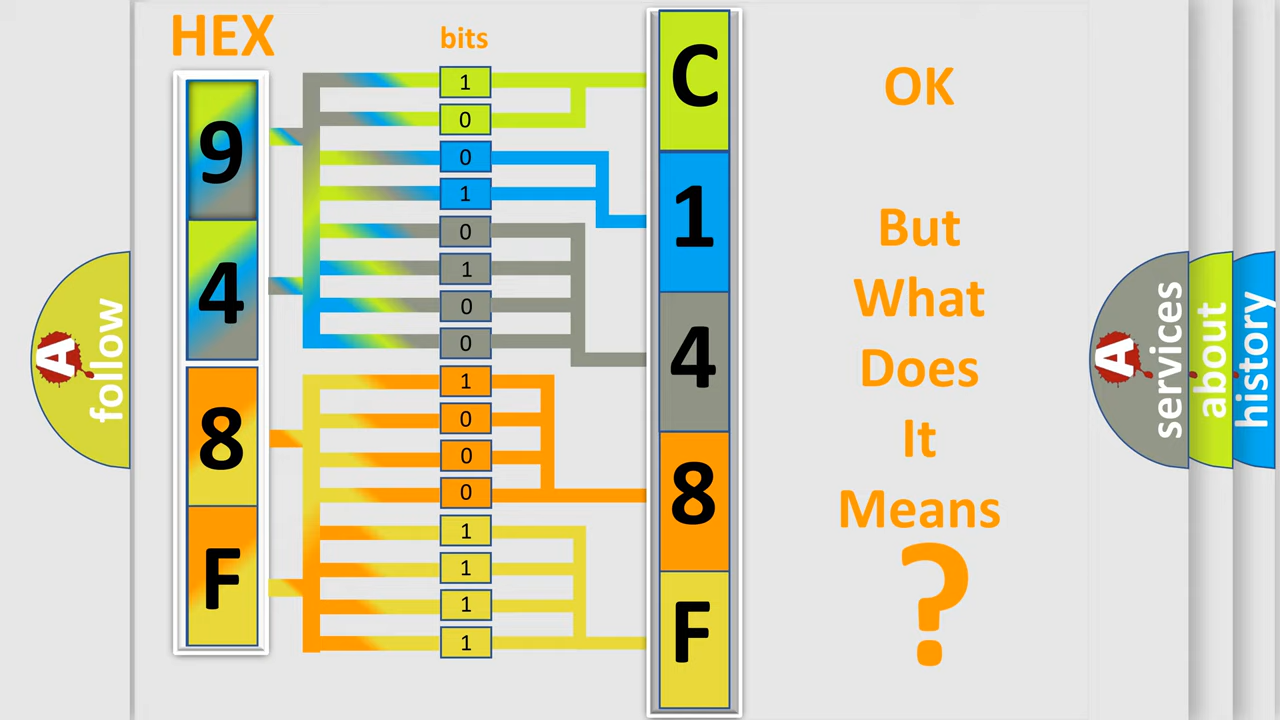 HEX
bits
9
4
8
F
1
0
0
1
0
1
0
0
1
0
0
0
1
1
1
1
C
1
4
8
F
OK
But
What
Does
It
Means
?
A
follow
A
services
about
history